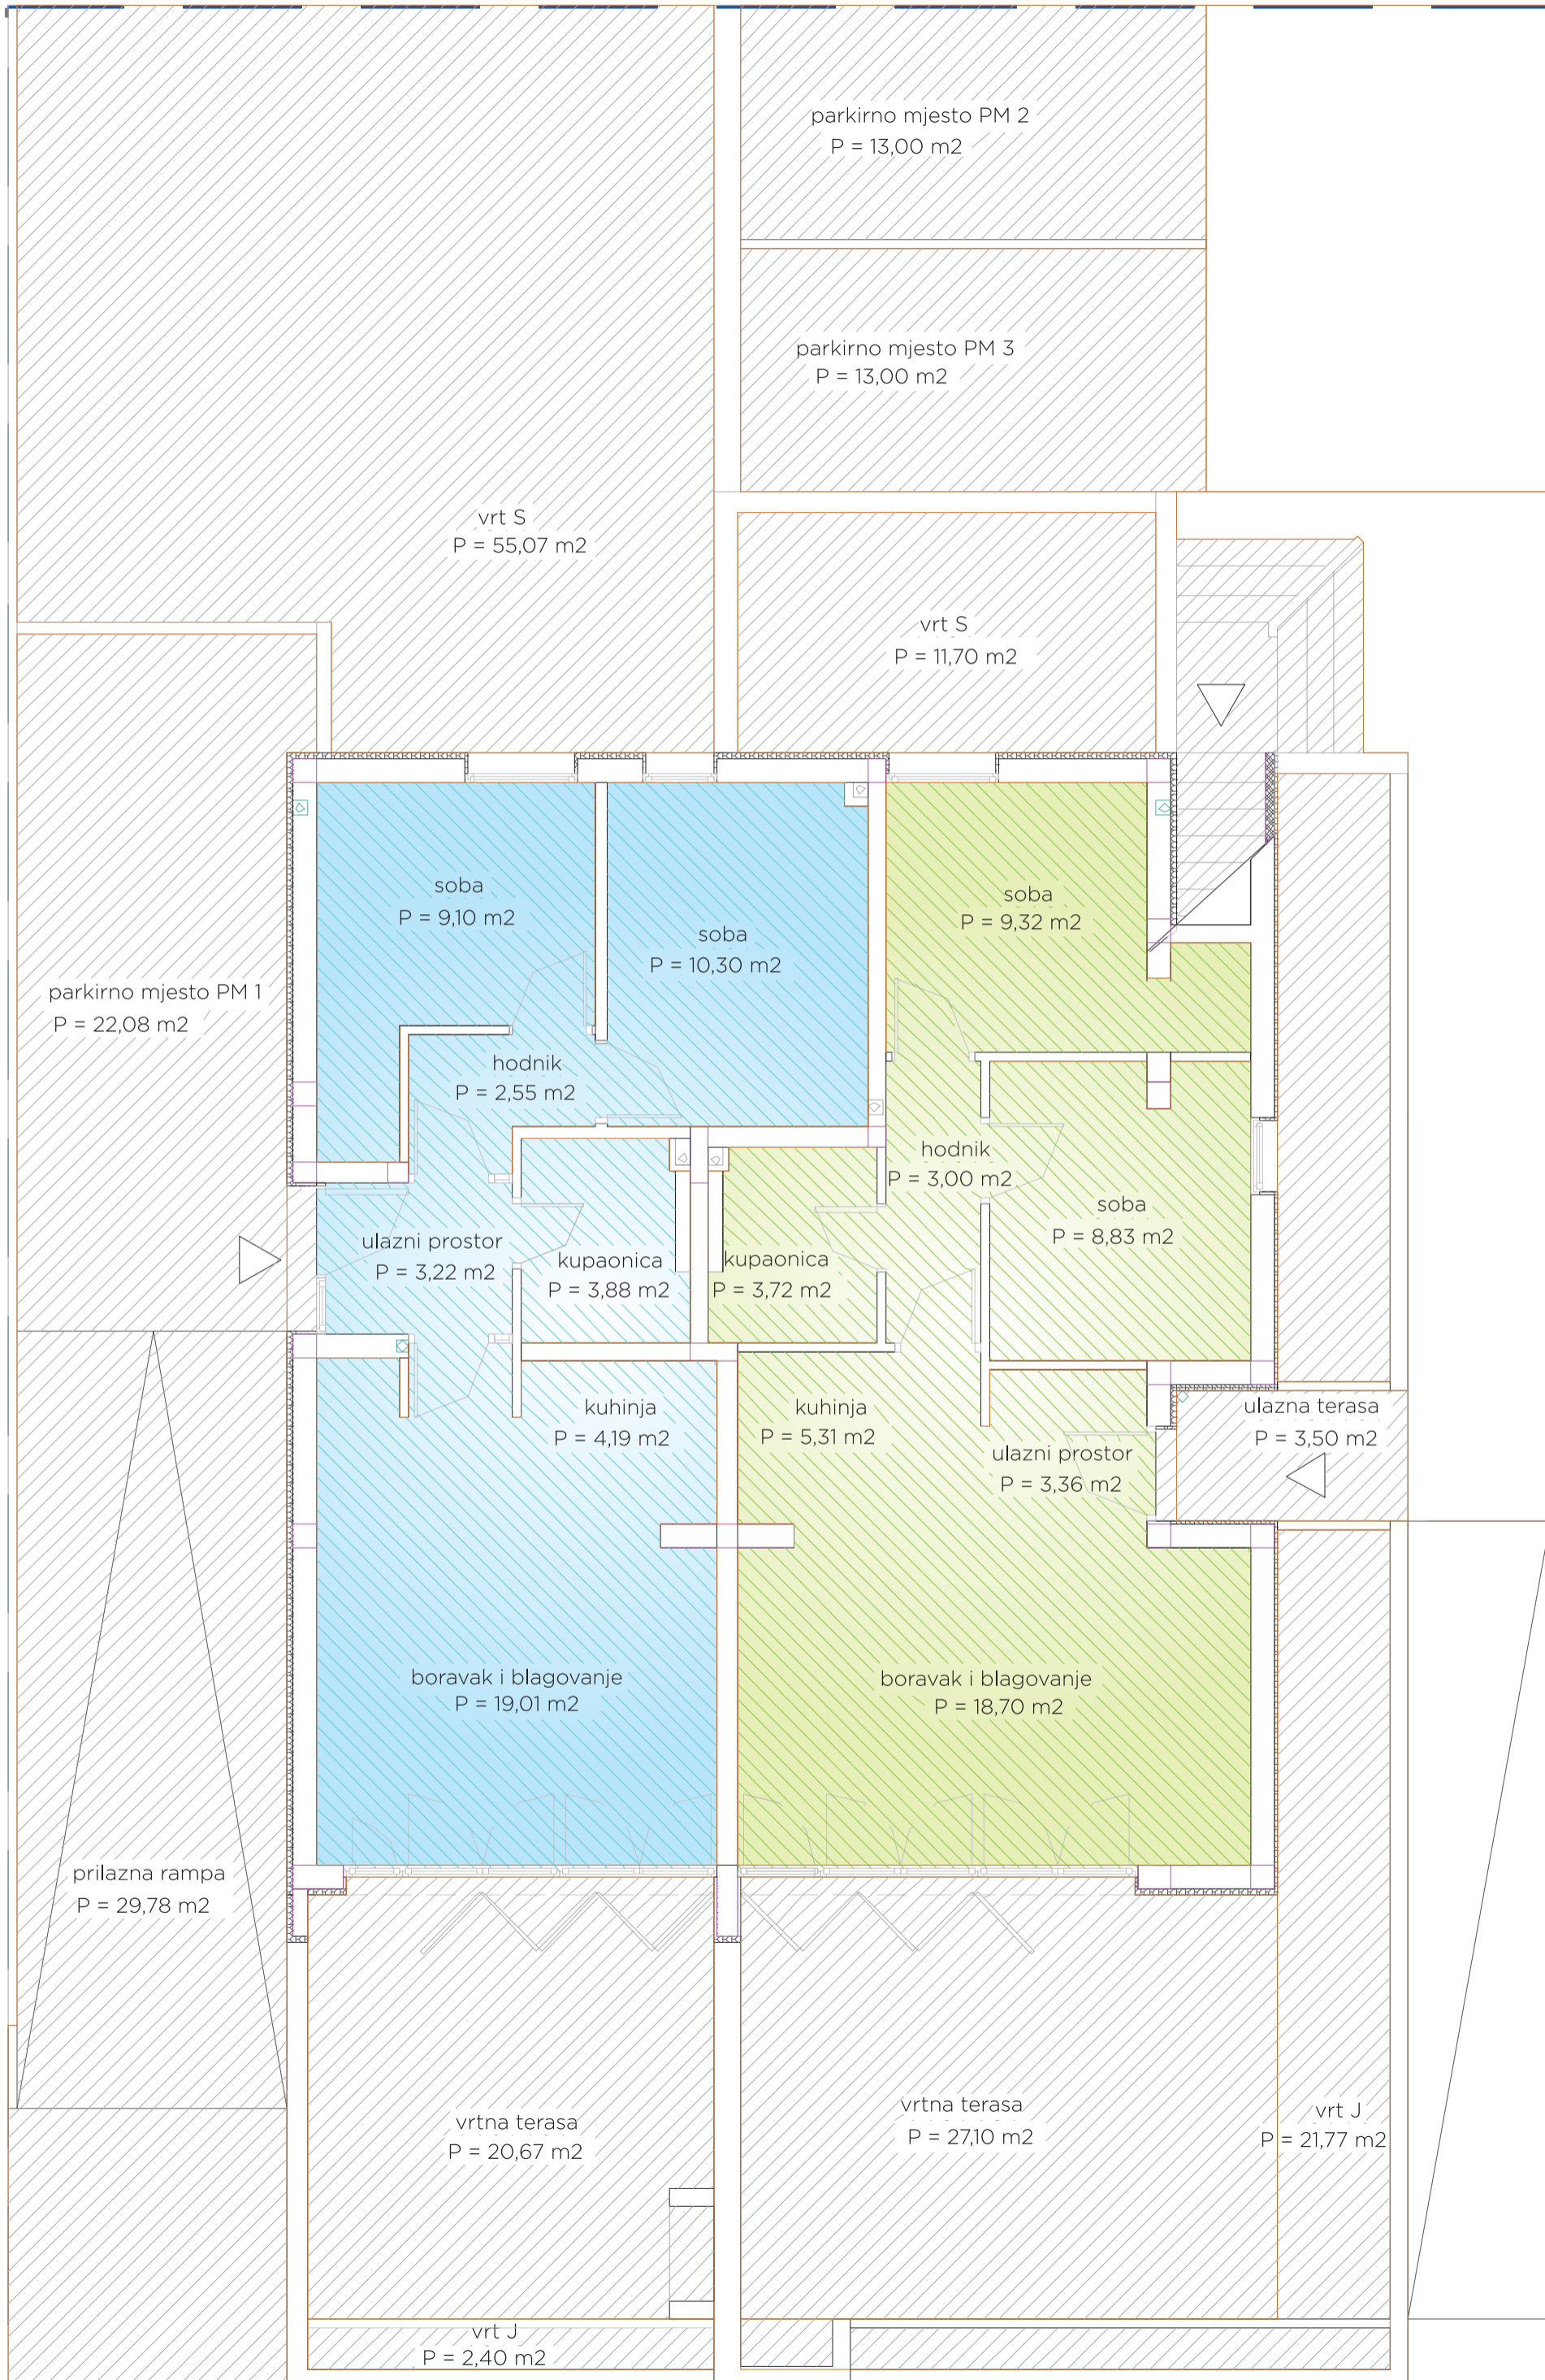 parkirno mjesto PM 2
P = 13,00 m2
parkirno mjesto PM 3
P = 13,00 m2
vrt S
P = 55,07 m2
vrt S
P = 11,70 m2
soba
P = 9,10 m2
soba
P = 10,30 m2
soba
P = 9,32 m2
parkirno mjesto PM 1
P = 22,08 m2
hodnik
P = 2,55 m2
hodnik
P = 3,00 m2
soba
P = 8,83 m2
ulazni prostor
P = 3,22 m2
kupaonica
P = 3,88 m2
kupaonica
P = 3,72 m2
kuhinja
P = 4,19 m2
kuhinja
P = 5,31 m2
ulazna terasa
P = 3,50 m2
ulazni prostor
P = 3,36 m2
boravak i blagovanje
P = 19,01 m2
boravak i blagovanje
P = 18,70 m2
prilazna rampa
P = 29,78 m2
vrtna terasa
P = 20,67 m2
vrtna terasa
P = 27,10 m2
vrt J
P = 21,77 m2
vrt J
P = 2,40 m2